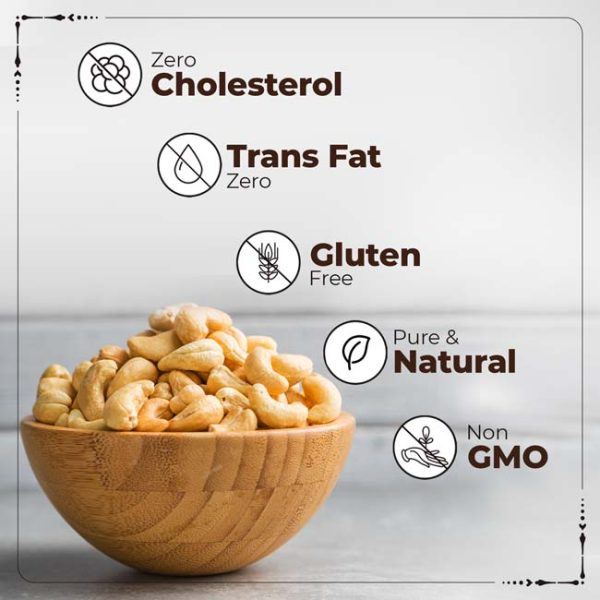 Zero
Cholesterol
Trans Fat
Zero
Gluten
Free
Pure &
Natural
Non
GMO